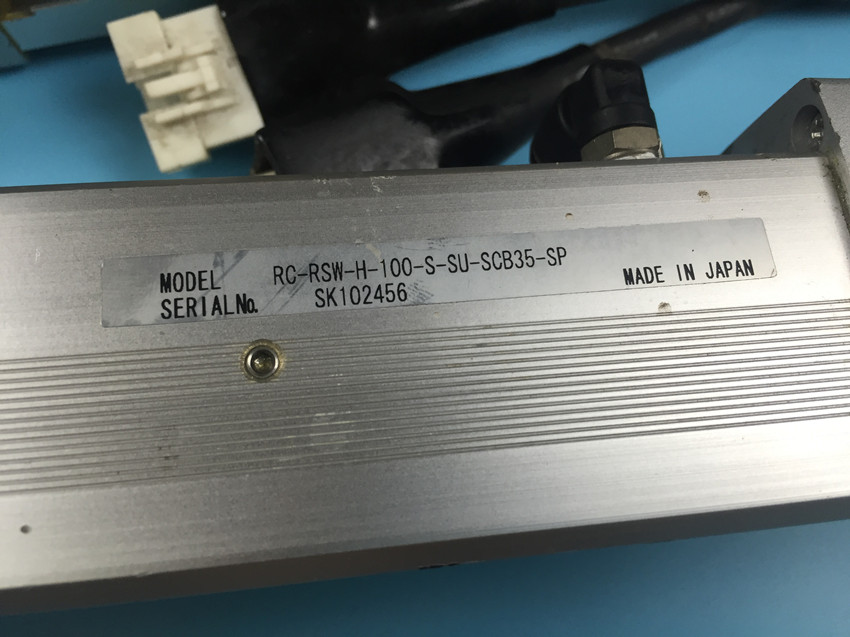 MODEL RC-RSW-H-100-S-SU-SCB35-SP
SERIALNo. SK102456 MADE IN JAPAN